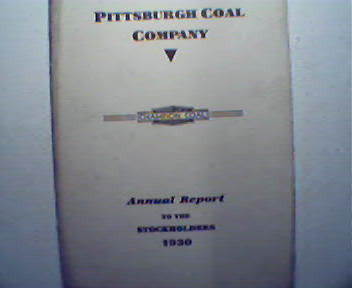 PITTSBURGH COAL
COMPANY
CHAMPION COAL
Annual Report
TO THE
STOCKHOLDERS
1930